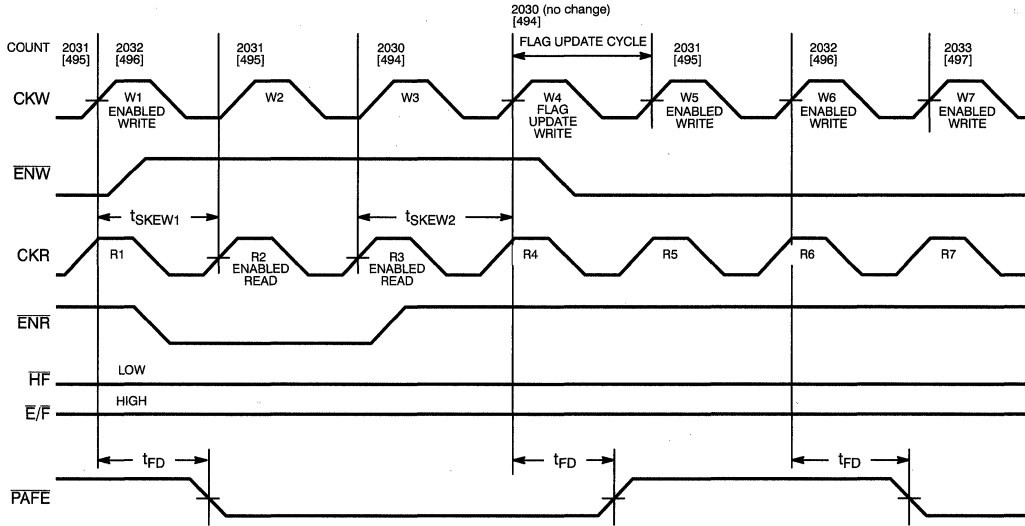 2030 (no change)
[494]
COUNT
2031
[495]
2032
[496]
2031
[495]
2030
[494]
FLAG UPDATE CYCLE
2031
[495]
2032
[496]
2033
[497]
CKW
W1
ENABLED
WRITE
W2
W3
W4
FLAG
UPDATE
WRITE
W5
ENABLED
WRITE
W6
ENABLED
WRITE
W7
ENABLED
WRITE
ENW
tSKEW1
tSKEW2
CKR
R1
R2
ENABLED
READ
R3
ENABLED
READ
R4
R5
R6
R7
ENR
HF
LOW
E/F
HIGH
tFD
tFD
tFD
PAFE